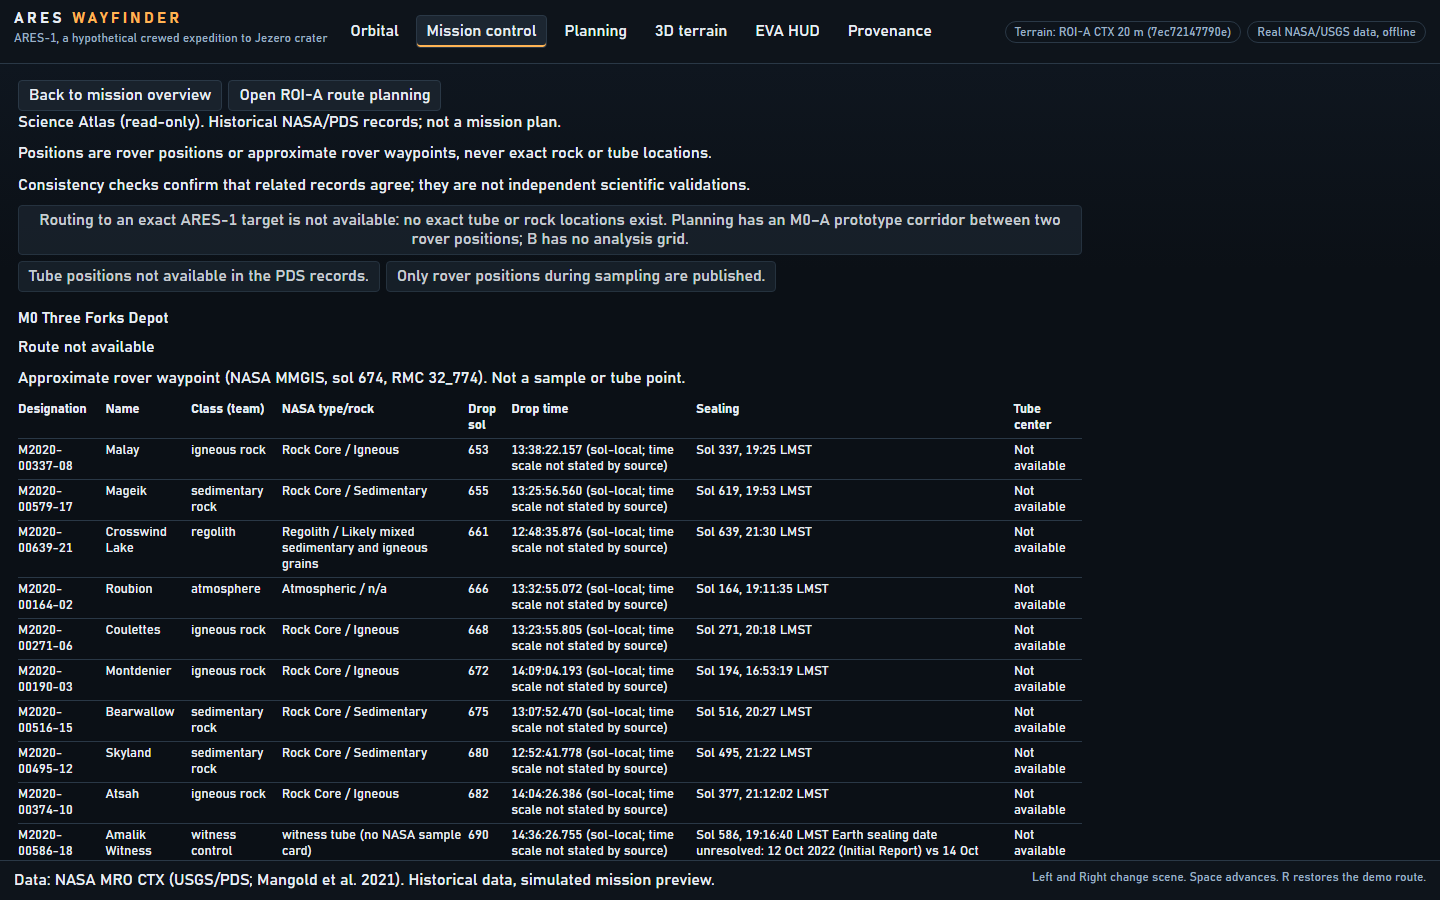 ARES WAYFINDER
ARES-1, a hypothetical crewed expedition to Jezero crater
Orbital
Mission control
Planning
3D terrain
EVA HUD
Provenance
Terrain: ROI-A CTX 20 m (7ec72147790e)
Real NASA/USGS data, offline
Back to mission overview
Open ROI-A route planning
Science Atlas (read-only). Historical NASA/PDS records; not a mission plan.
Positions are rover positions or approximate rover waypoints, never exact rock or tube locations.
Consistency checks confirm that related records agree; they are not independent scientific validations.
Routing to an exact ARES-1 target is not available: no exact tube or rock locations exist. Planning has an M0-A prototype corridor between two
rover positions; B has no analysis grid.
Tube positions not available in the PDS records.
Only rover positions during sampling are published.
M0 Three Forks Depot
Route not available
Approximate rover waypoint (NASA MMGIS, sol 674, RMC 32_774). Not a sample or tube point.
Designation Name Class (team) NASA type/rock Drop Drop time Sealing Tube
sol center
M2020- Malay igneous rock Rock Core / Igneous 653 13:38:22.157 (sol-local; time Sol 337, 19:25 LMST Not
00337-08 scale not stated by source) available
M2020- Mageik sedimentary Rock Core / Sedimentary 655 13:25:56.560 (sol-local; time Sol 619, 19:53 LMST Not
00579-17 rock scale not stated by source) available
M2020- Crosswind regolith Regolith / Likely mixed 661 12:48:35.876 (sol-local; time Sol 639, 21:30 LMST Not
00639-21 Lake sedimentary and igneous scale not stated by source) available
grains
M2020- Roubion atmosphere Atmospheric / n/a 666 13:32:55.072 (sol-local; time Sol 164, 19:11:35 LMST Not
00164-02 scale not stated by source) available
M2020- Coulettes igneous rock Rock Core / Igneous 668 13:23:55.805 (sol-local; time Sol 271, 20:18 LMST Not
00271-06 scale not stated by source) available
M2020- Montdenier igneous rock Rock Core / Igneous 672 14:09:04.193 (sol-local; time Sol 194, 16:53:19 LMST Not
00190-03 scale not stated by source) available
M2020- Bearwallow sedimentary Rock Core / Sedimentary 675 13:07:52.470 (sol-local; time Sol 516, 20:27 LMST Not
00516-15 rock scale not stated by source) available
M2020- Skyland sedimentary Rock Core / Sedimentary 680 12:52:41.778 (sol-local; time Sol 495, 21:22 LMST Not
00495-12 rock scale not stated by source) available
M2020- Atsah igneous rock Rock Core / Igneous 682 14:04:26.386 (sol-local; time Sol 377, 21:12:02 LMST Not
00374-10 scale not stated by source) available
M2020- Amalik witness witness tube (no NASA sample 690 14:36:26.755 (sol-local; time Sol 586, 19:16:40 LMST Earth sealing date Not
00586-18 Witness control card) scale not stated by source) unresolved: 12 Oct 2022 (Initial Report) vs 14 Oct available
Data: NASA MRO CTX (USGS/PDS; Mangold et al. 2021). Historical data, simulated mission preview.
Left and Right change scene. Space advances. R restores the demo route.